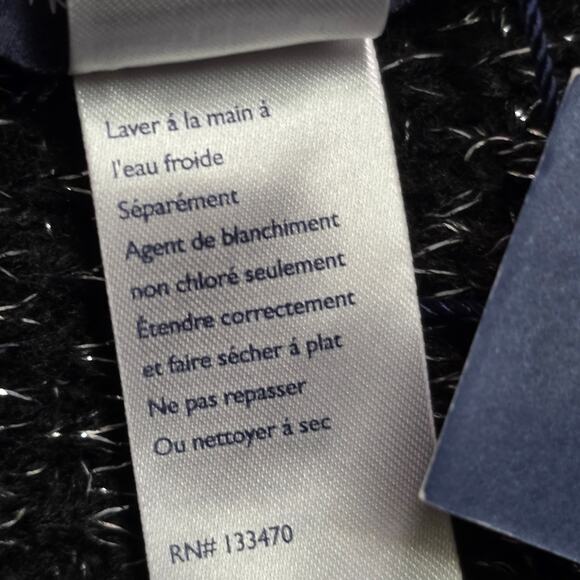 Laver á la main á
l'eau froide
Séparément
Agent de blanchiment
non chloré seulement
Étendre correctement
et faire sécher á plat
Ne pas repasser
Ou nettoyer á sec
RN# 133470